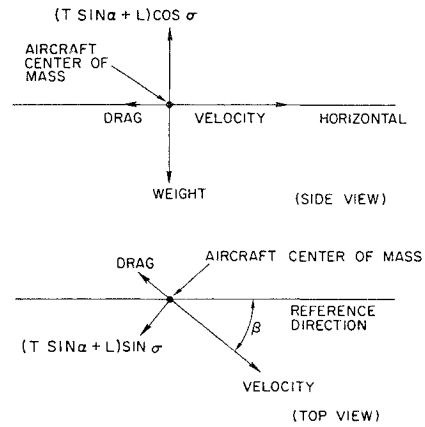 (T SINα + L)COS σ
AIRCRAFT
CENTER OF
MASS
DRAG VELOCITY HORIZONTAL
WEIGHT
(SIDE VIEW)
AIRCRAFT CENTER OF MASS
DRAG
REFERENCE
DIRECTION
β
(T SINα + L)SIN σ
VELOCITY
(TOP VIEW)